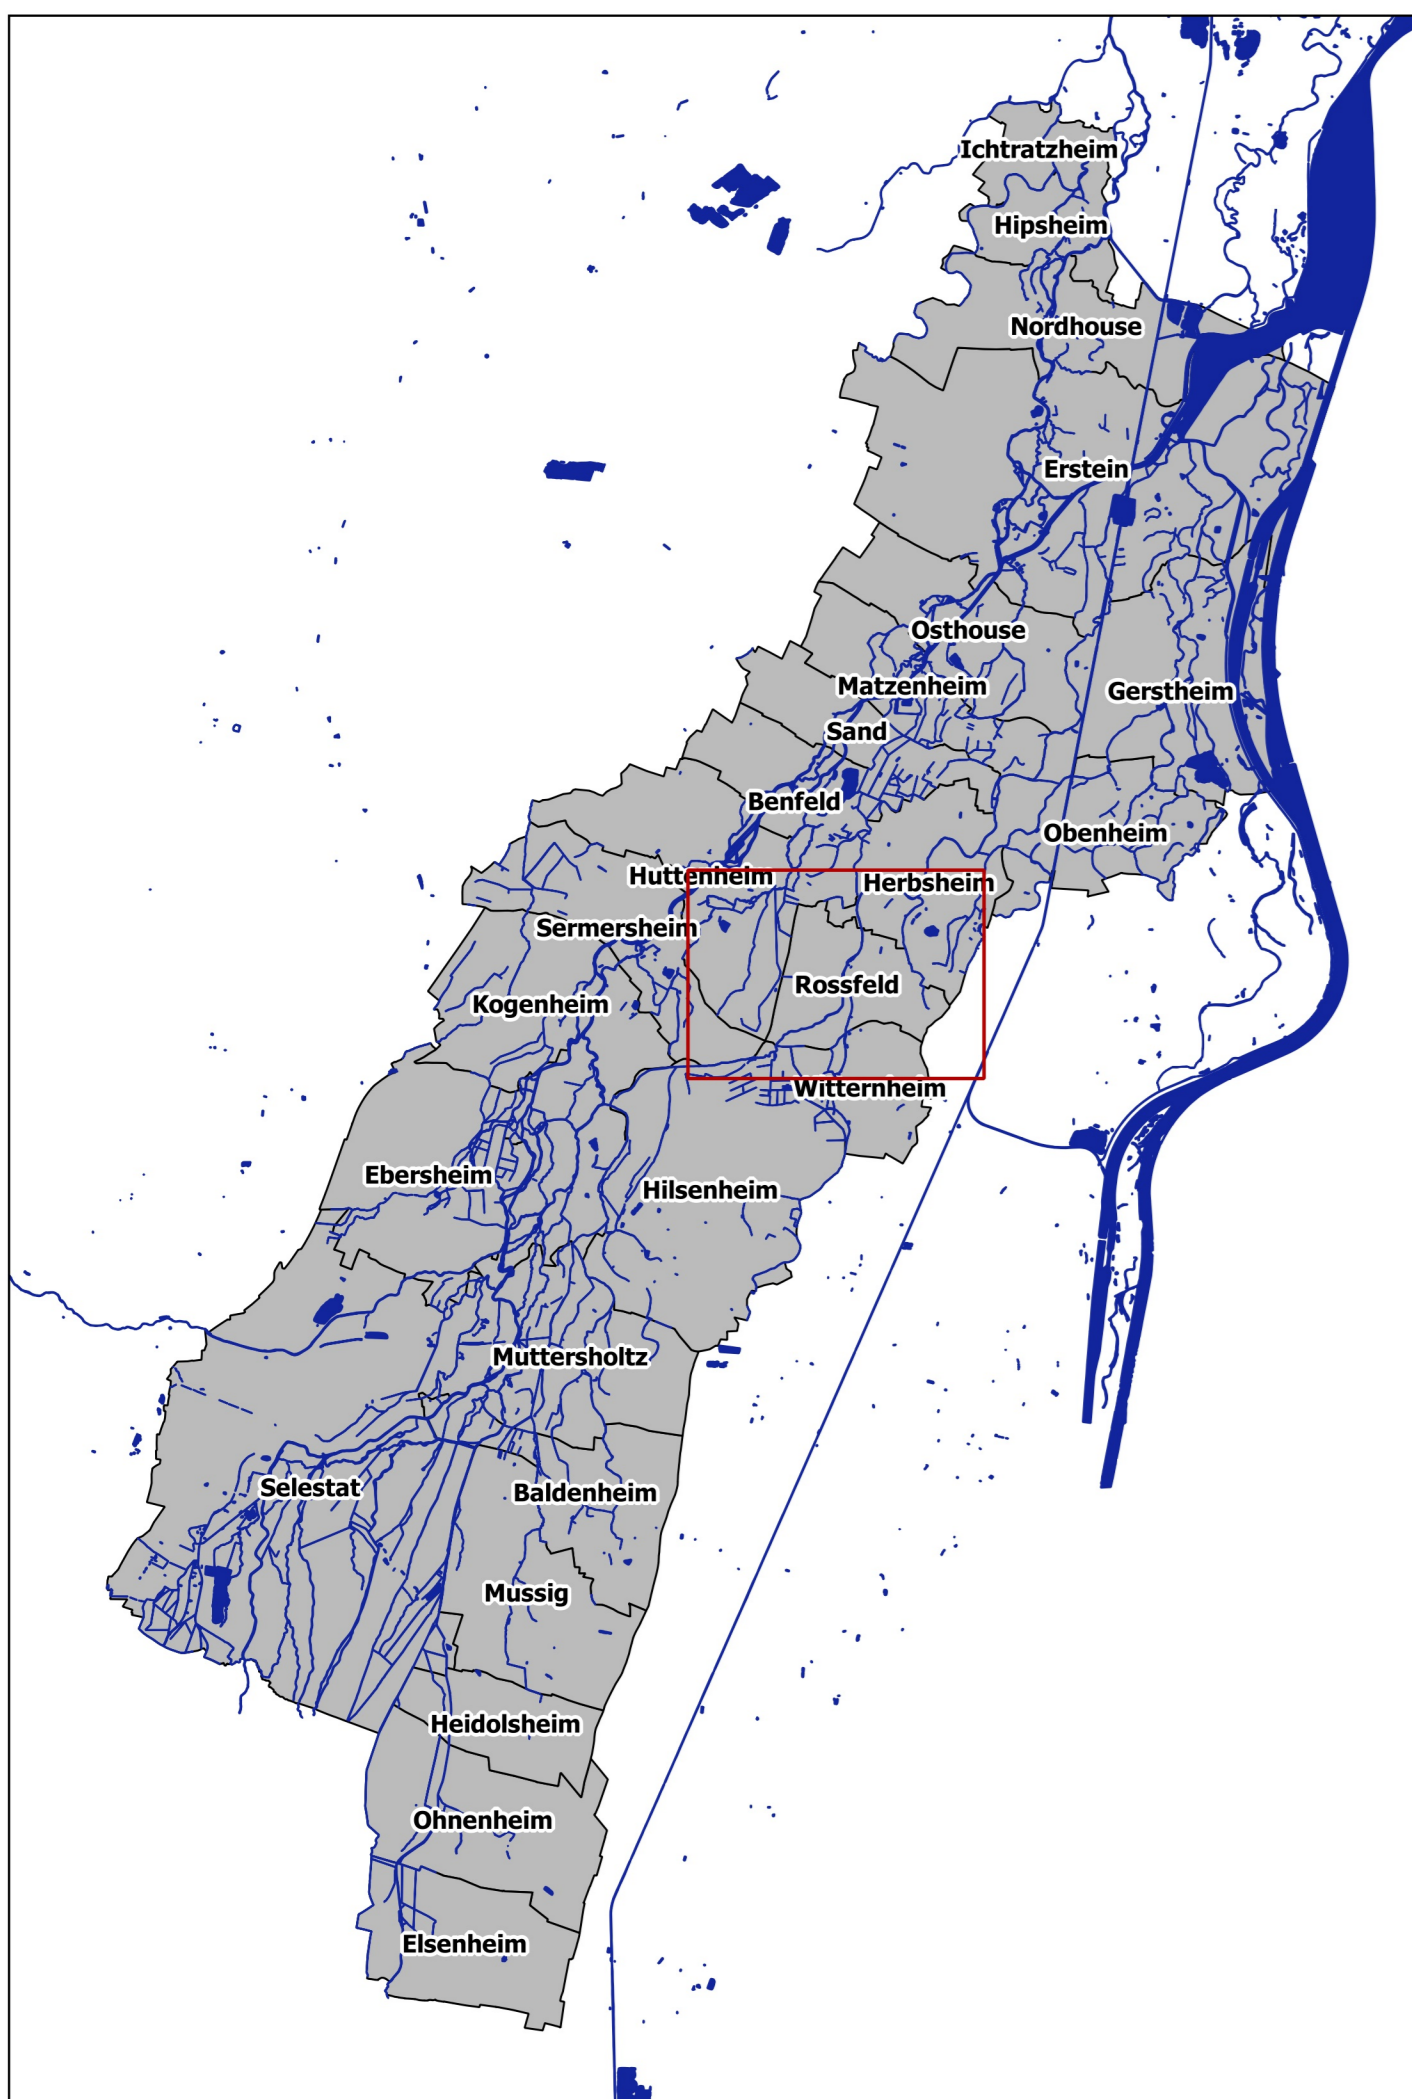 Ichtratzheim
Hipsheim
Nordhouse
Erstein
Osthouse
Matzenheim
Gerstheim
Sand
Benfeld
Obenheim
Huttenheim
Herbsheim
Sermersheim
Rossfeld
Kogenheim
Witternheim
Ebersheim
Hilsenheim
Muttersholtz
Selestat
Baldenheim
Mussig
Heidolsheim
Ohnenheim
Elsenheim